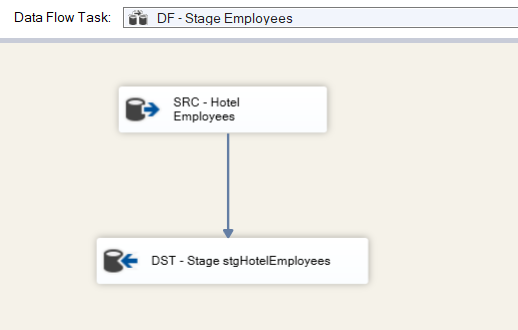 Data Flow Task: DF - Stage Employees
SRC - Hotel
Employees
DST - Stage stgHotelEmployees